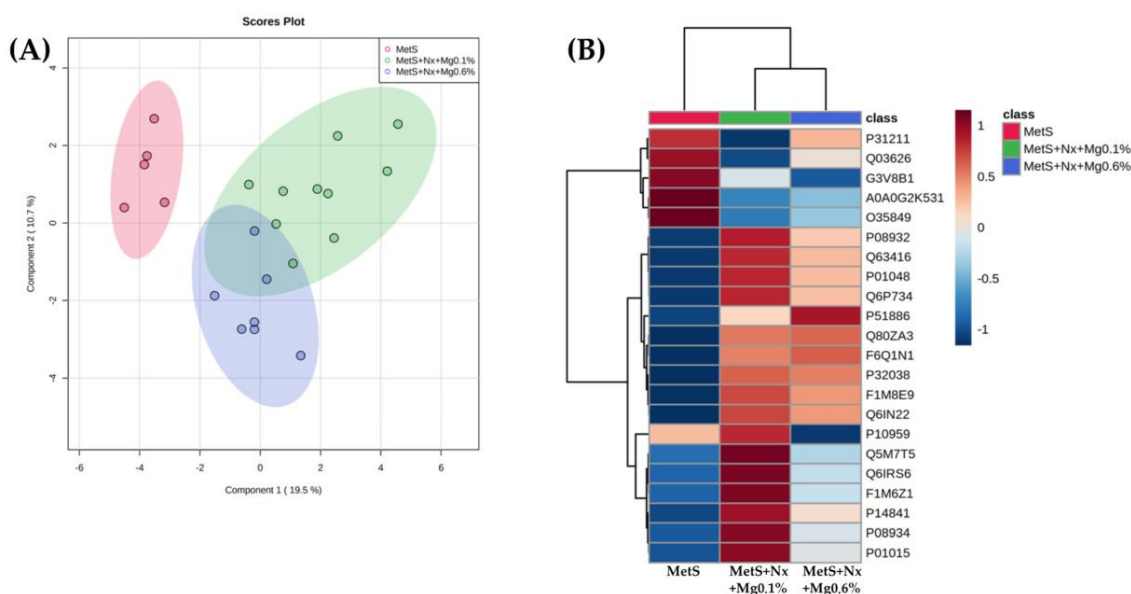 Scores Plot
(A)
MetS
MetS+Nx+Mg0.1%
MetS+Nx+Mg0.6%
Component 2 ( 10.7 %)
4
2
0
-2
-4
-6
-4
-2
0
2
4
6
Component 1 ( 19.5 %)
(B)
class
P31211
Q03626
G3V8B1
A0A0G2K531
O35849
P08932
Q63416
P01048
Q6P734
P51886
Q80ZA3
F6Q1N1
P32038
F1M8E9
Q6IN22
P10959
Q5M7T5
Q6IRS6
F1M6Z1
P14841
P08934
P01015
MetS
MetS+Nx
+Mg0,1%
MetS+Nx
+Mg0,6%
1
0.5
0
-0.5
-1
class
MetS
MetS+Nx+Mg0.1%
MetS+Nx+Mg0.6%